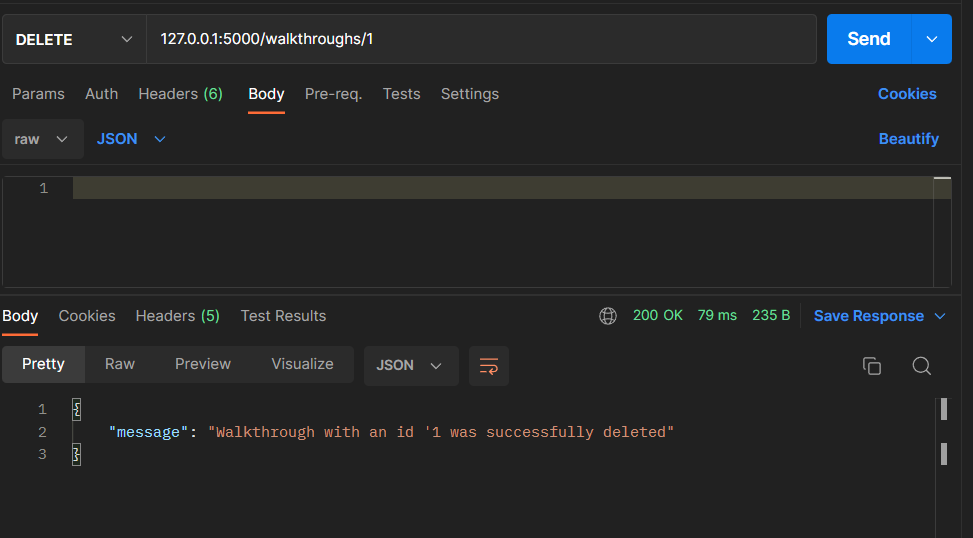 DELETE 127.0.0.1:5000/walkthroughs/1 Send
Params Auth Headers (6) Body Pre-req. Tests Settings Cookies
raw JSON Beautify
1
Body Cookies Headers (5) Test Results 200 OK 79 ms 235 B Save Response
Pretty Raw Preview Visualize JSON
1 {
2 "message": "Walkthrough with an id '1 was successfully deleted"
3 }